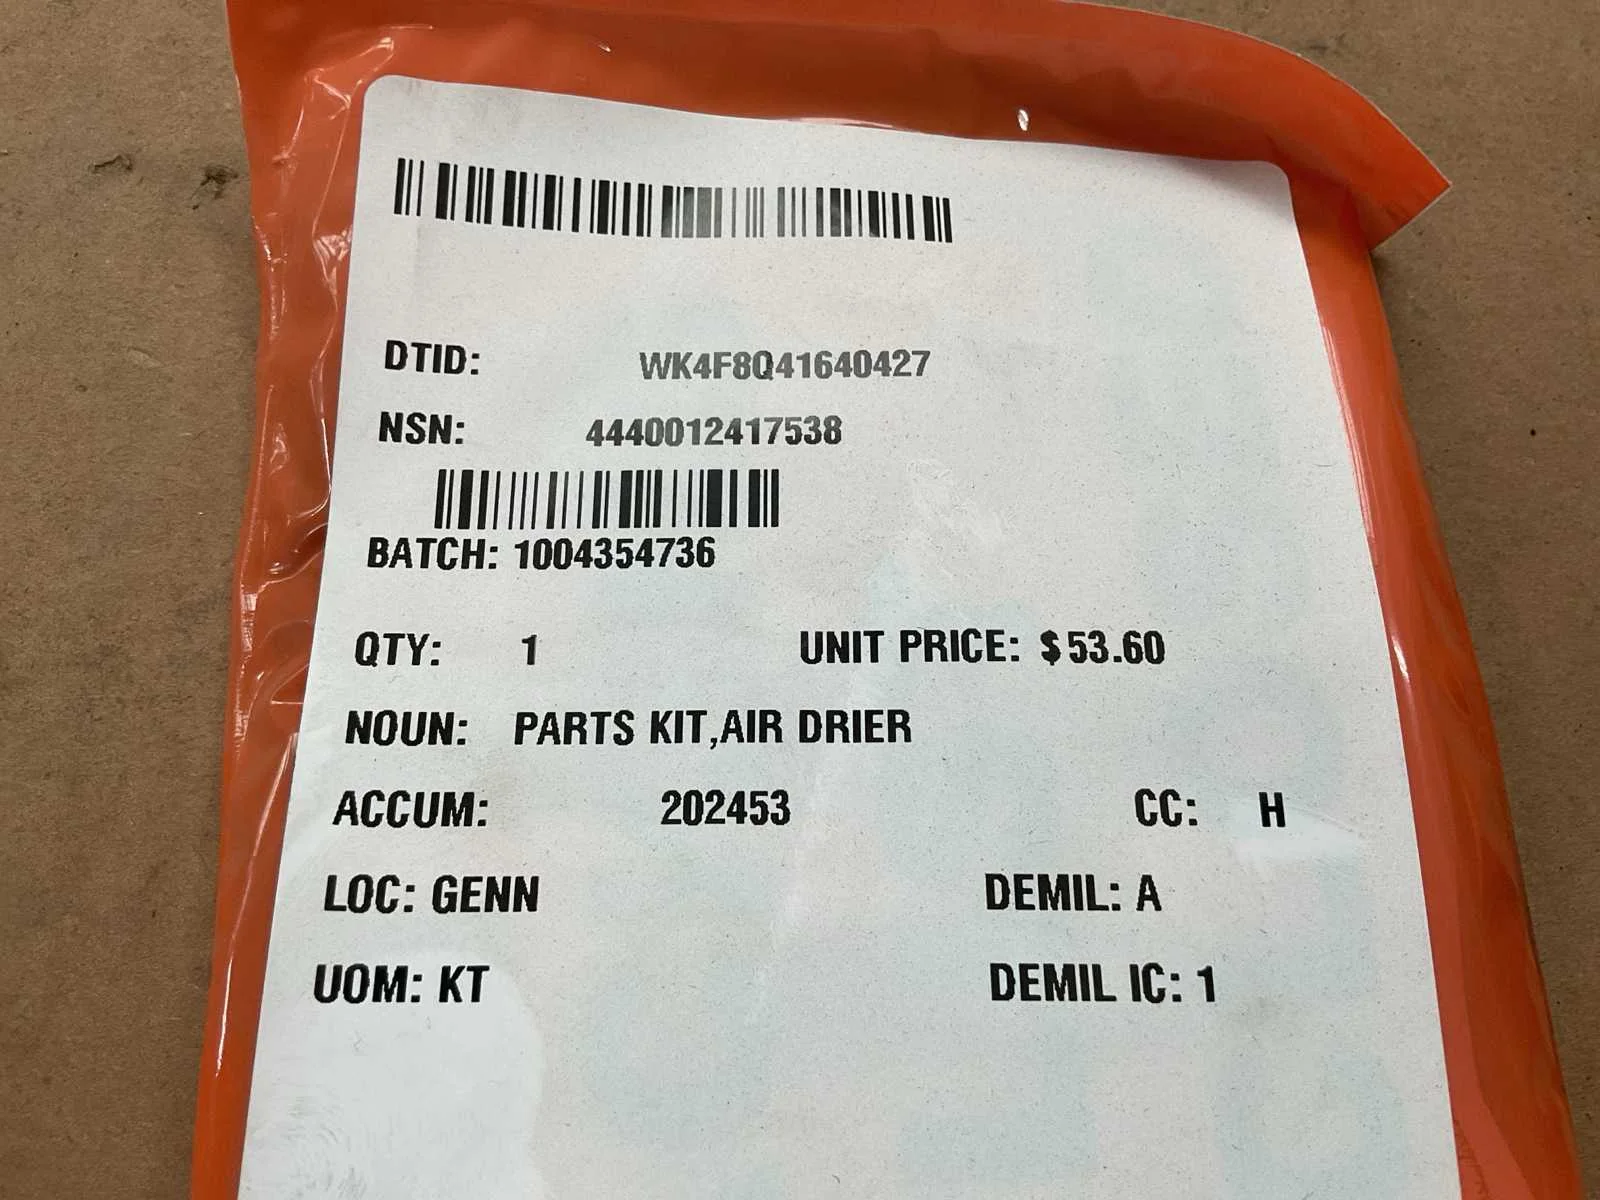 DTID: WK4F8Q41640427
NSN: 4440012417538
BATCH: 1004354736
QTY: 1 UNIT PRICE: $53.60
NOUN: PARTS KIT,AIR DRIER
ACCUM: 202453 CC: H
LOC: GENN DEMIL: A
UOM: KT DEMIL IC: 1